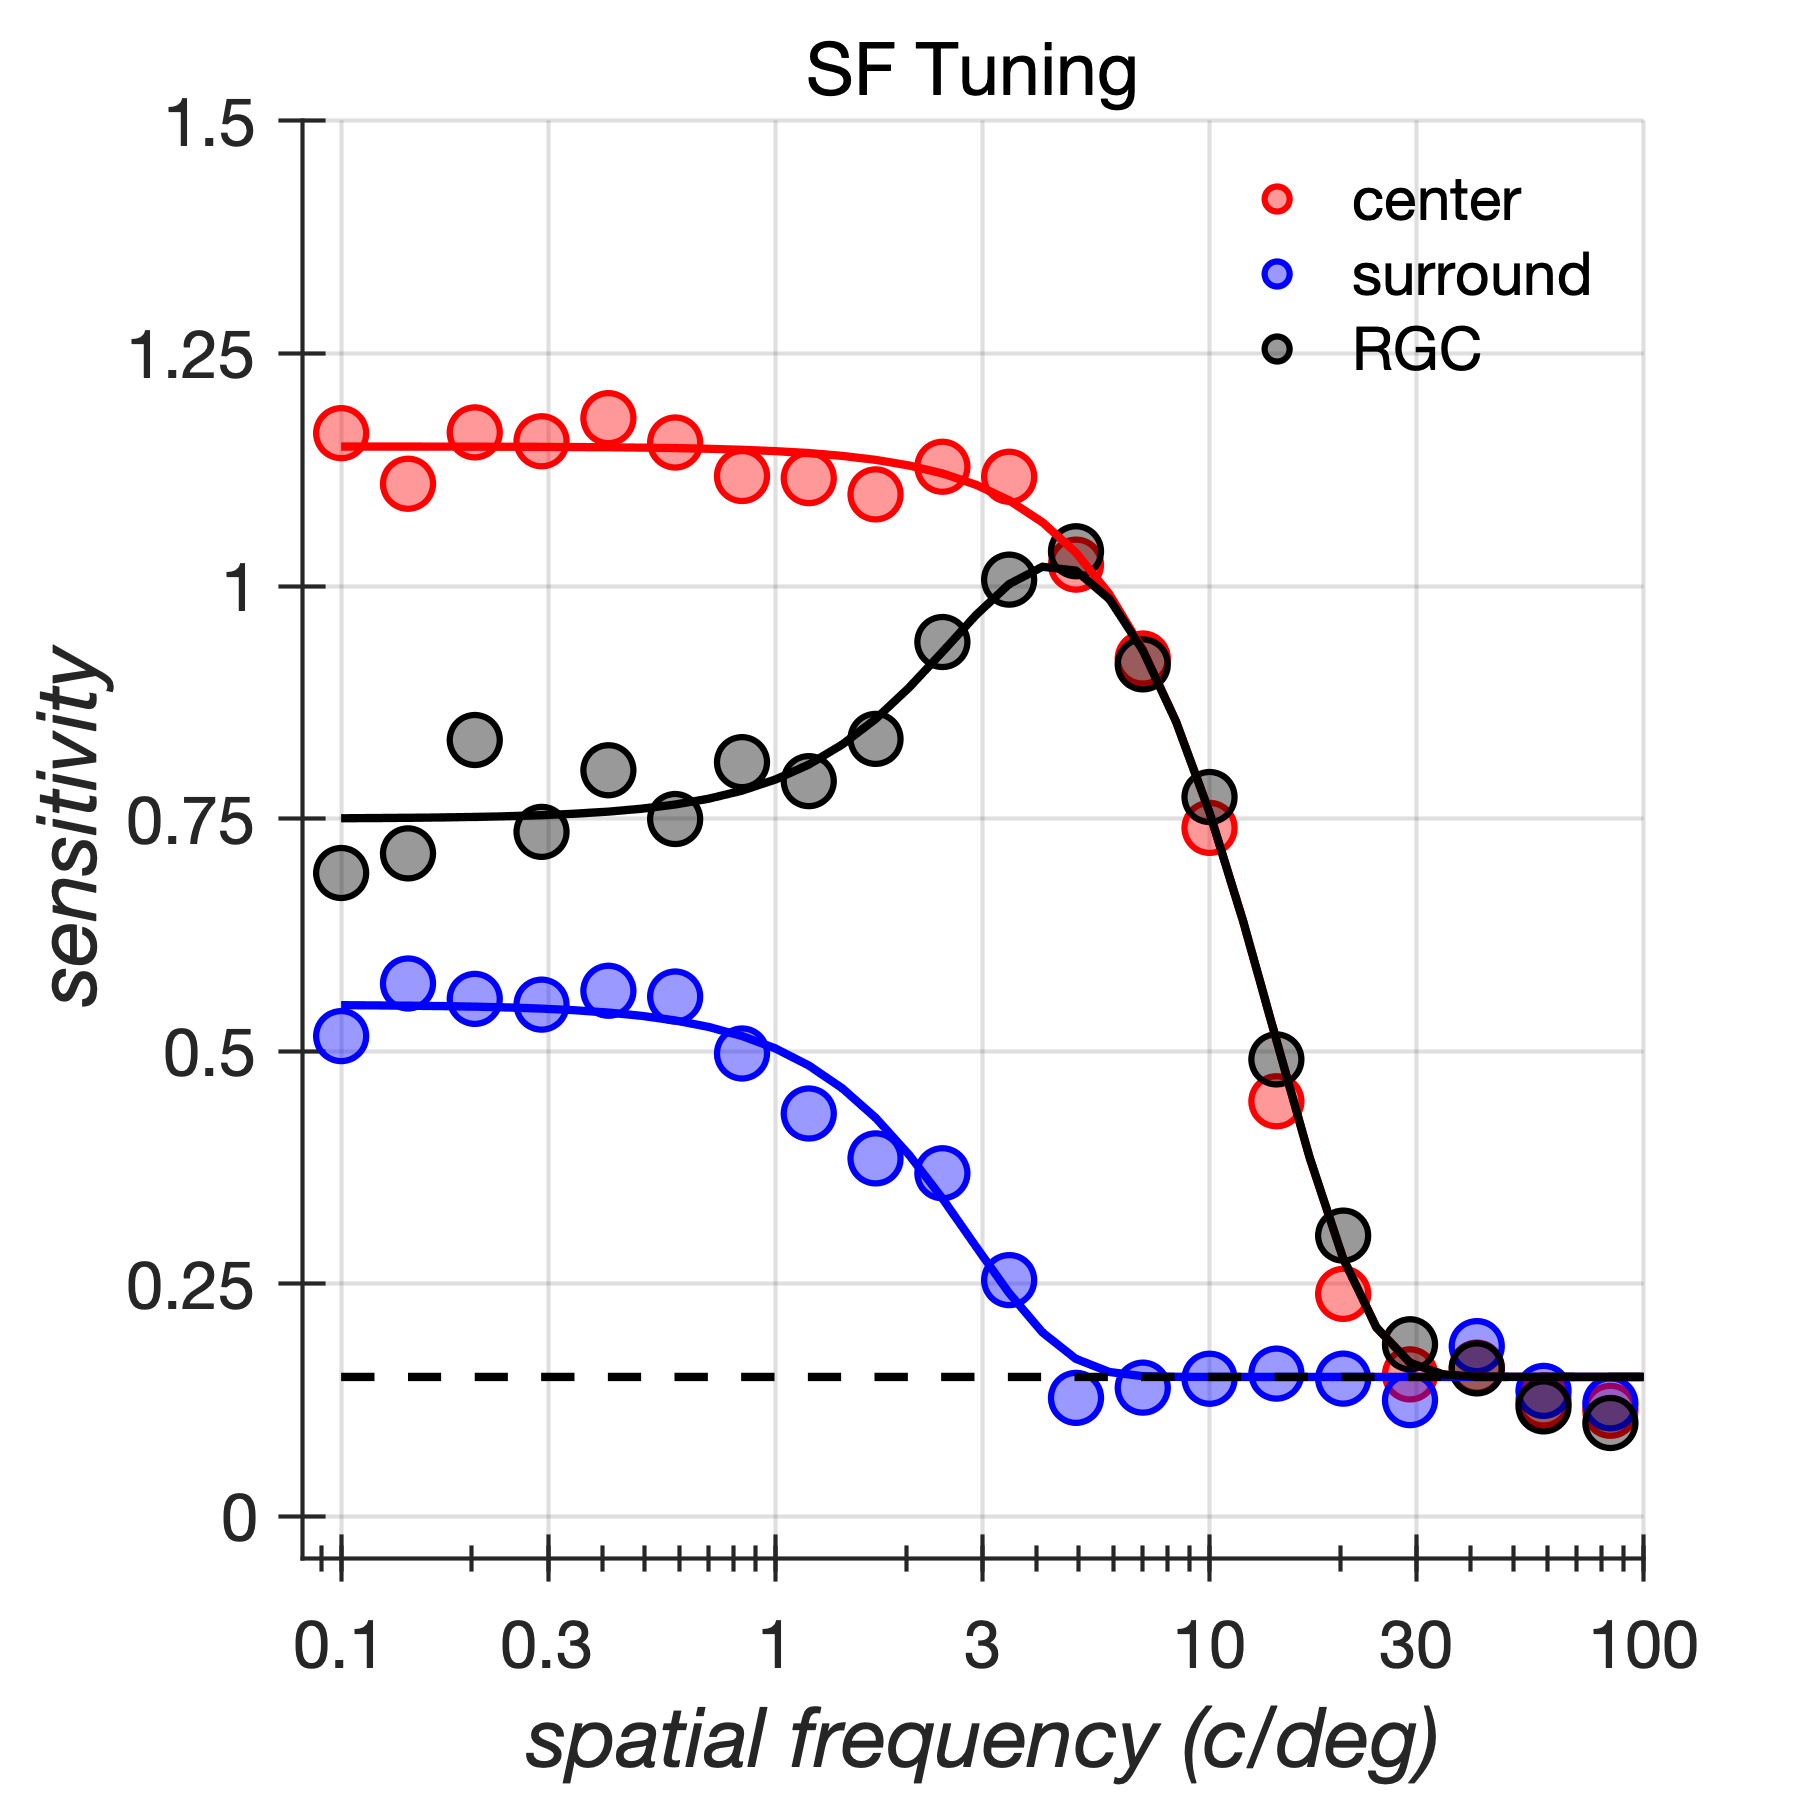 SF Tuning
1.5
1.25
1
0.75
0.5
0.25
0
sensitivity
center
surround
RGC
0.1 0.3 1 3 10 30 100
spatial frequency (c/deg)